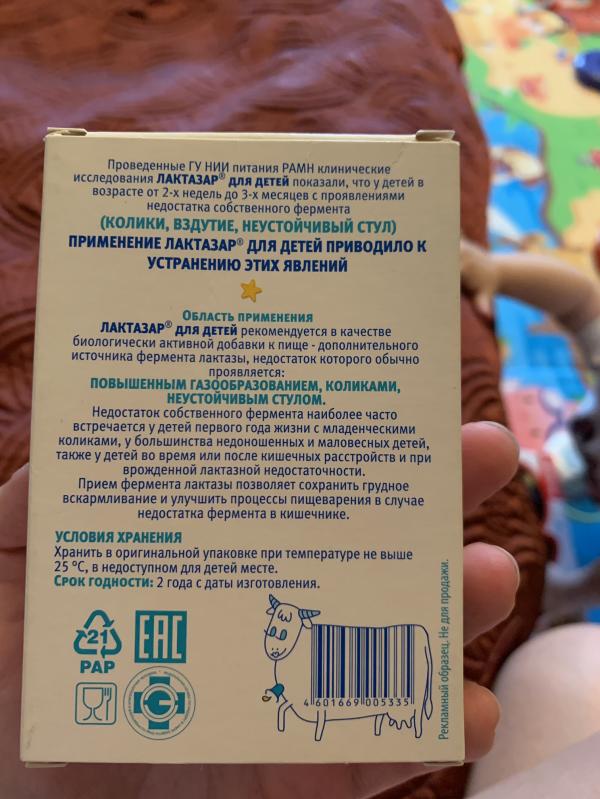 Проведенные ГУ НИИ питания РАМН клинические
исследования ЛАКТАЗАР® ДЛЯ ДЕТЕЙ показали, что у детей в
возрасте от 2-х недель до 3-х месяцев с проявлениями
недостатка собственного фермента
(КОЛИКИ, ВЗДУТИЕ, НЕУСТОЙЧИВЫЙ СТУЛ)
ПРИМЕНЕНИЕ ЛАКТАЗАР® ДЛЯ ДЕТЕЙ ПРИВОДИЛО К
УСТРАНЕНИЮ ЭТИХ ЯВЛЕНИЙ
ОБЛАСТЬ ПРИМЕНЕНИЯ
ЛАКТАЗАР® ДЛЯ ДЕТЕЙ рекомендуется в качестве
биологически активной добавки к пище - дополнительного
источника фермента лактазы, недостаток которого обычно
проявляется:
ПОВЫШЕННЫМ ГАЗООБРАЗОВАНИЕМ, КОЛИКАМИ,
НЕУСТОЙЧИВЫМ СТУЛОМ.
Недостаток собственного фермента наиболее часто
встречается у детей первого года жизни с младенческими
коликами, у большинства недоношенных и маловесных детей,
также у детей во время или после кишечных расстройств и при
врожденной лактазной недостаточности.
Прием фермента лактазы позволяет сохранить грудное
вскармливание и улучшить процессы пищеварения в случае
недостатка фермента в кишечнике.
УСЛОВИЯ ХРАНЕНИЯ
Хранить в оригинальной упаковке при температуре не выше
25 °С, в недоступном для детей месте.
СРОК ГОДНОСТИ: 2 года с даты изготовления.
21
PAP
EAC
4 601669 005335
Рекламный образец. Не для продажи.